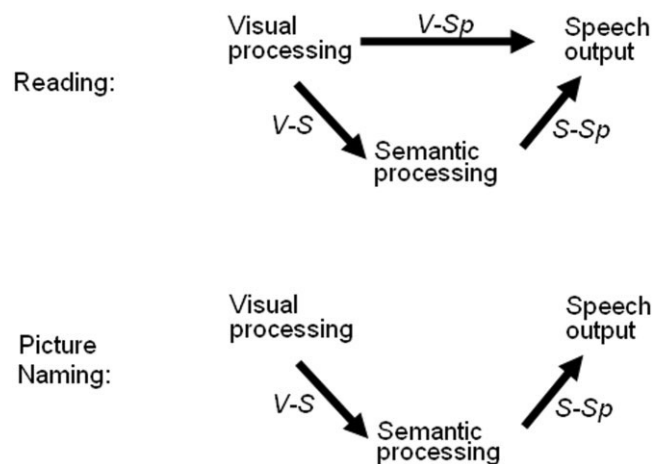 Reading:
Visual
processing
V-Sp
Speech
output
V-S
Semantic
processing
S-Sp
Picture
Naming:
Visual
processing
Speech
output
V-S
Semantic
processing
S-Sp